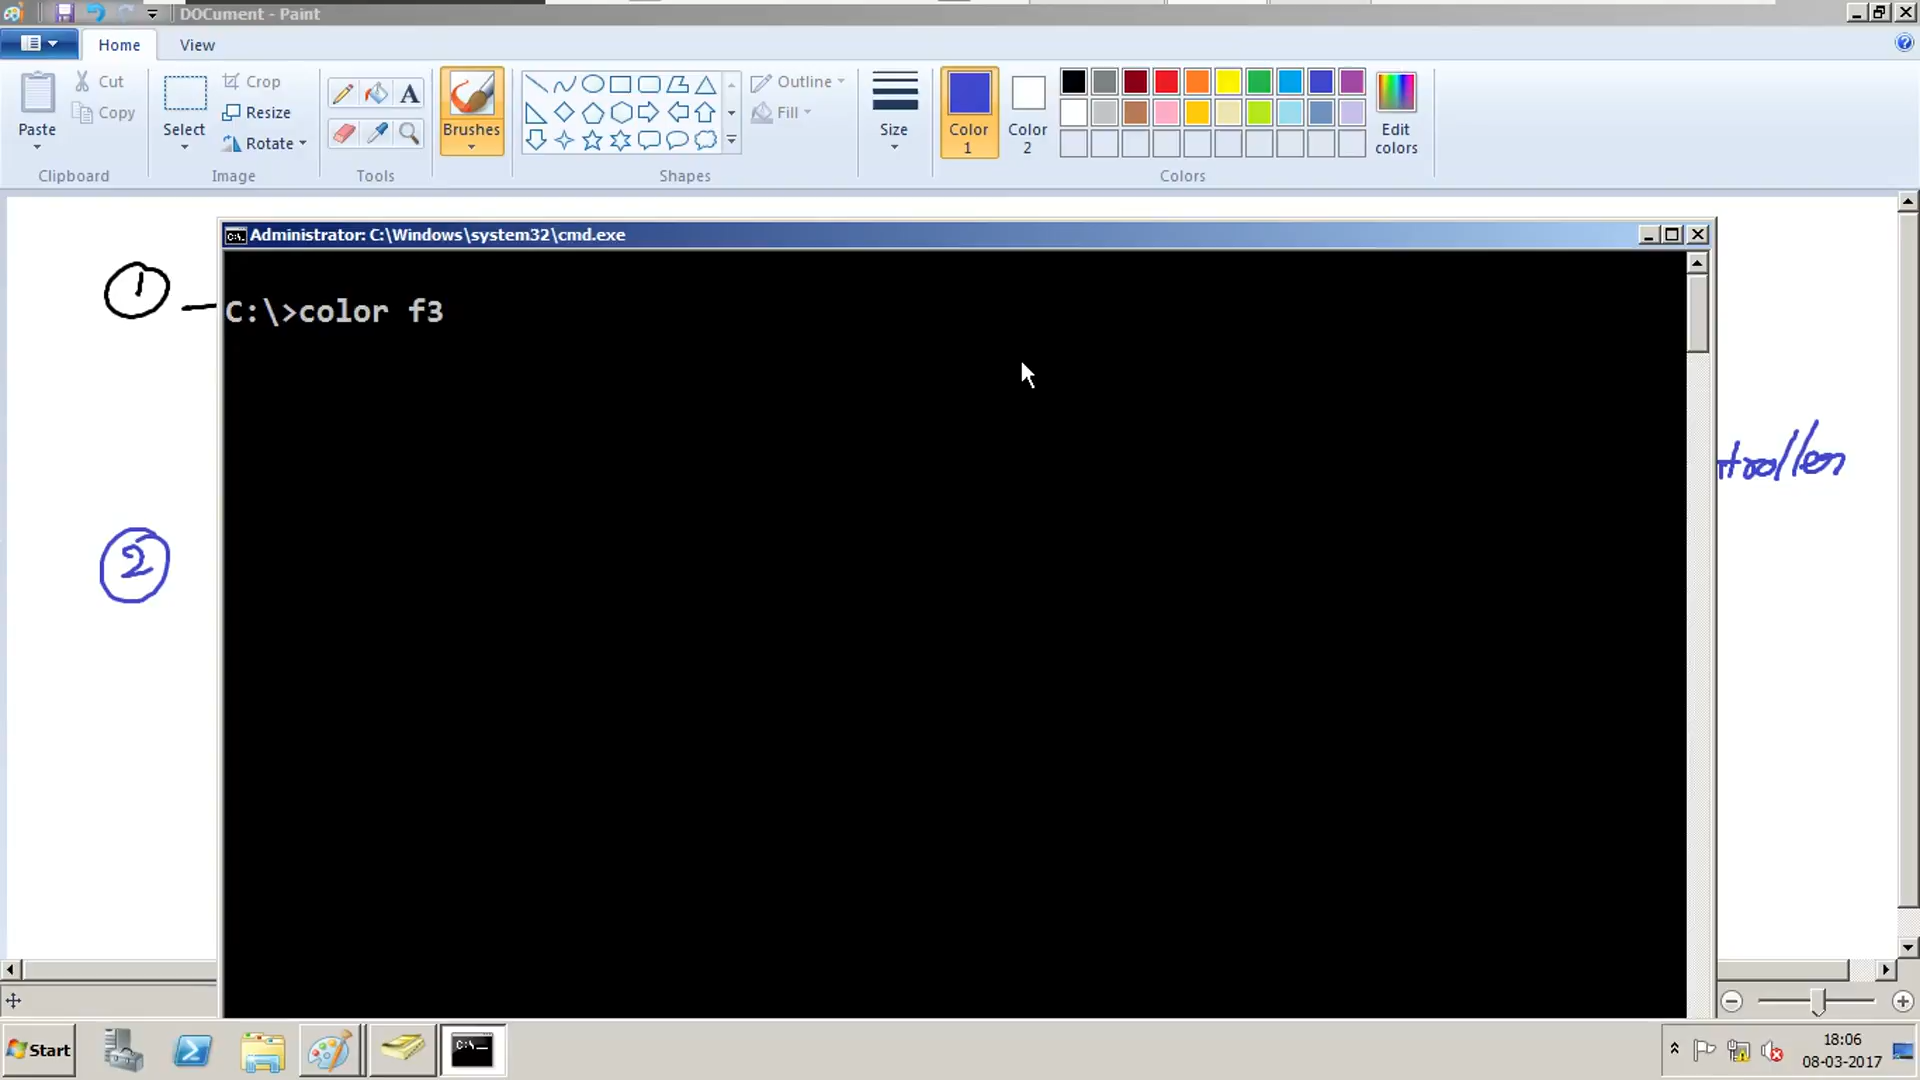 DOCument - Paint
Home View
Paste
Cut
Copy
Clipboard
Select
Crop
Resize
Rotate
Image
A
Tools
Brushes
Outline
Fill
Shapes
Size
Color 1
Color 2
Edit colors
Colors
Administrator: C:\Windows\system32\cmd.exe
1
C:\>color f3
2
Start
18:06
08-03-2017